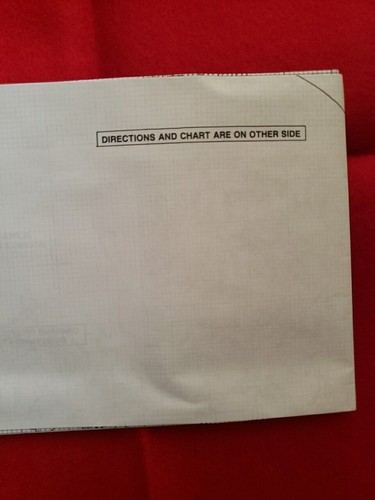 DIRECTIONS AND CHART ARE ON OTHER SIDE